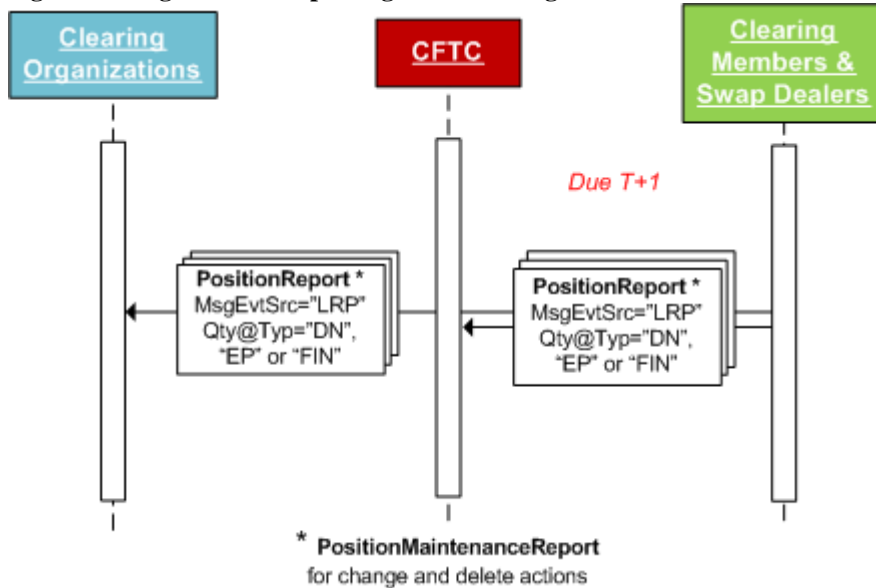 Clearing
Organizations
CFTC
Clearing
Members &
Swap Dealers
Due T+1
PositionReport *
MsgEvtSrc=”LRP”
Qty@Typ=”DN”,
“EP” or “FIN”
PositionReport *
MsgEvtSrc=”LRP”
Qty@Typ=”DN”,
“EP” or “FIN”
* PositionMaintenanceReport
for change and delete actions